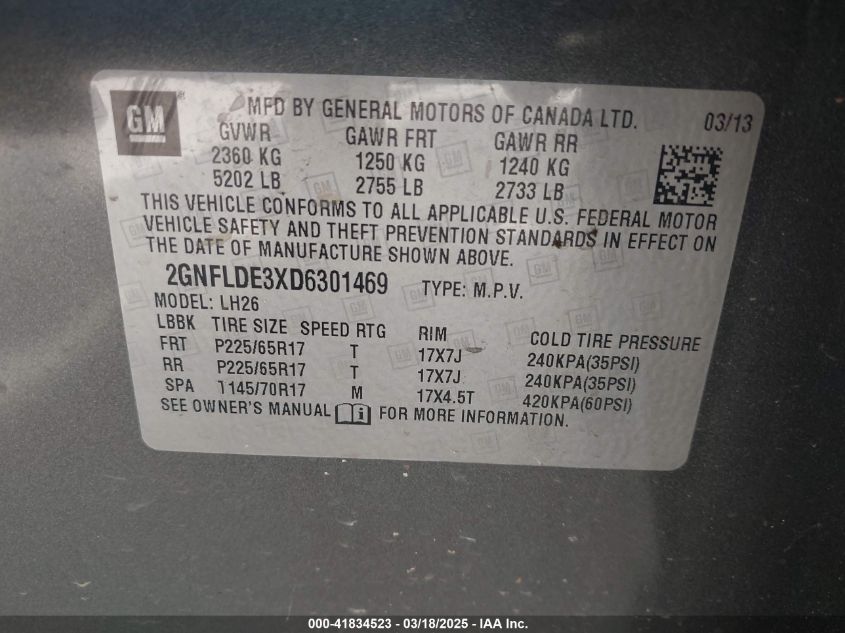 GM ® MFD BY GENERAL MOTORS OF CANADA LTD. 03/13
GVWR GAWR FRT GAWR RR
2360 KG 1250 KG 1240 KG
5202 LB 2755 LB 2733 LB
THIS VEHICLE CONFORMS TO ALL APPLICABLE U.S. FEDERAL MOTOR
VEHICLE SAFETY AND THEFT PREVENTION STANDARDS IN EFFECT ON
THE DATE OF MANUFACTURE SHOWN ABOVE.
2GNFLDE3XD6301469 TYPE: M.P.V.
MODEL: LH26
LBBK TIRE SIZE SPEED RTG RIM COLD TIRE PRESSURE
FRT P225/65R17 T 17X7J 240KPA(35PSI)
RR P225/65R17 T 17X7J 240KPA(35PSI)
SPA T145/70R17 M 17X4.5T 420KPA(60PSI)
SEE OWNER'S MANUAL FOR MORE INFORMATION.
000-41834523 - 03/18/2025 - IAA Inc.